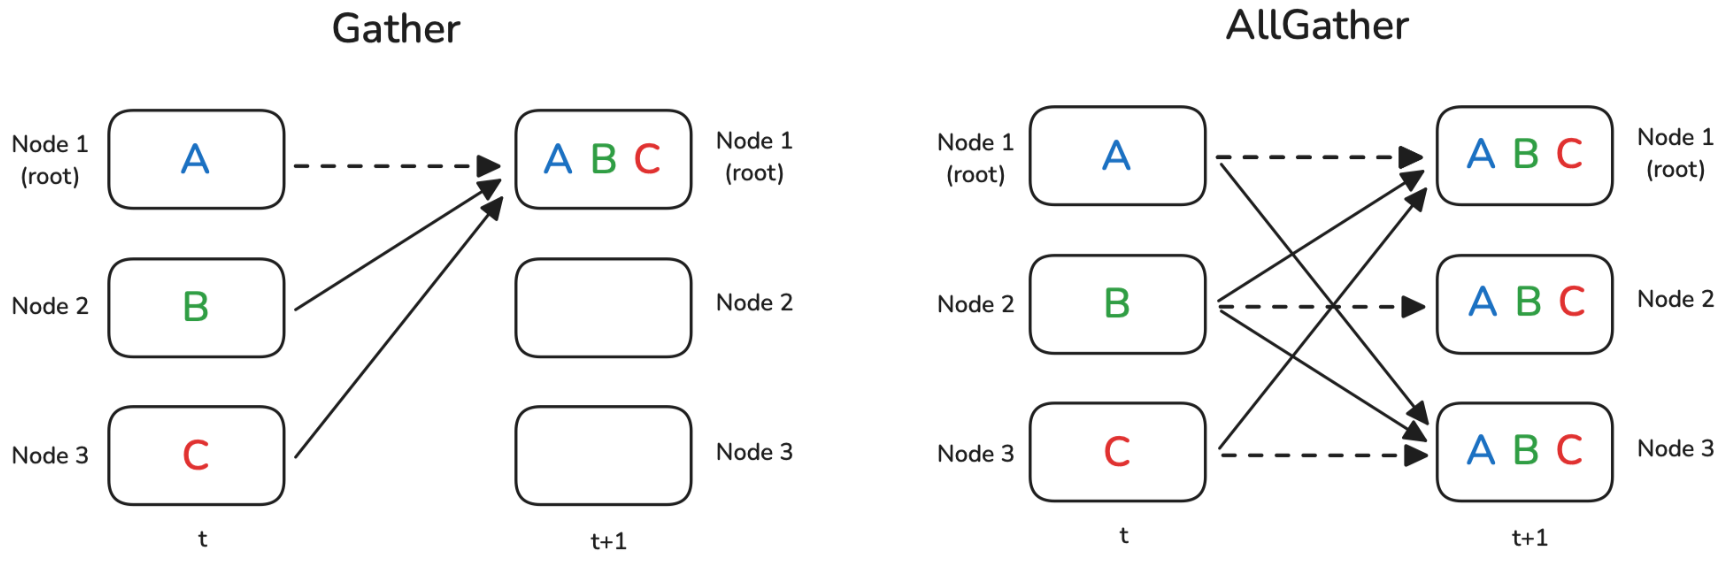 Gather
Node 1
(root)
A
A B C
Node 1
(root)
Node 2
B
Node 2
Node 3
C
Node 3
t
t+1
AllGather
Node 1
(root)
A
A B C
Node 1
(root)
Node 2
B
A B C
Node 2
Node 3
C
A B C
Node 3
t
t+1